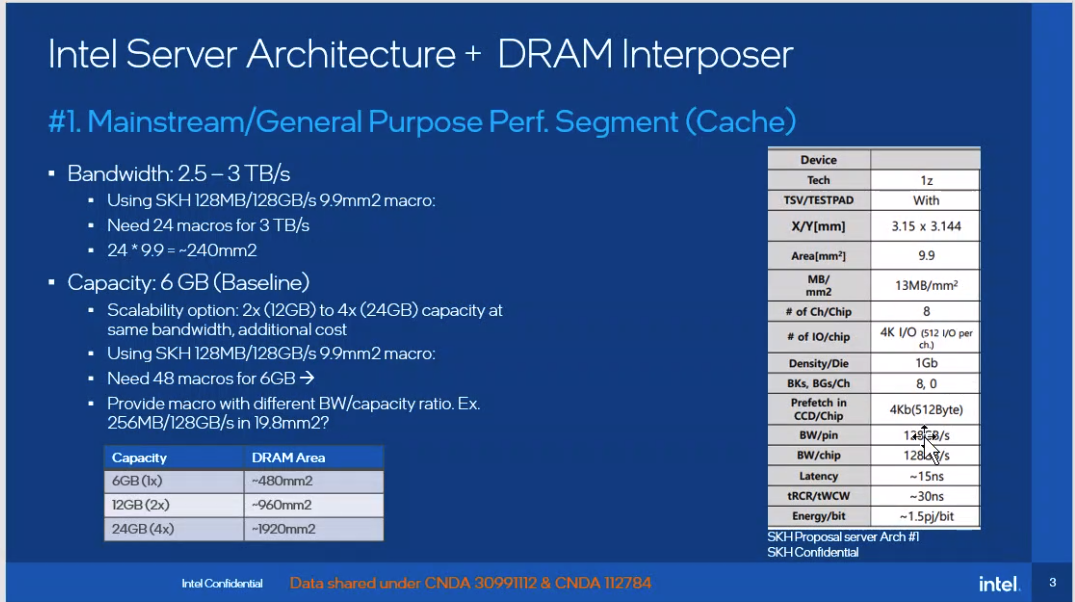 Intel Server Architecture + DRAM Interposer
#1. Mainstream/General Purpose Perf. Segment (Cache)
▪ Bandwidth: 2.5 – 3 TB/s
▪ Using SKH 128MB/128GB/s 9.9mm2 macro:
▪ Need 24 macros for 3 TB/s
▪ 24 * 9.9 = ~240mm2
▪ Capacity: 6 GB (Baseline)
▪ Scalability option: 2x (12GB) to 4x (24GB) capacity at
same bandwidth, additional cost
▪ Using SKH 128MB/128GB/s 9.9mm2 macro:
▪ Need 48 macros for 6GB →
▪ Provide macro with different BW/capacity ratio. Ex.
256MB/128GB/s in 19.8mm2?
Capacity DRAM Area
6GB (1x) ~480mm2
12GB (2x) ~960mm2
24GB (4x) ~1920mm2
Device
Tech 1z
TSV/TESTPAD With
X/Y[mm] 3.15 x 3.144
Area[mm²] 9.9
MB/
mm2 13MB/mm²
# of Ch/Chip 8
# of IO/chip 4K I/O (512 I/O per
ch.)
Density/Die 1Gb
BKs, BGs/Ch 8, 0
Prefetch in
CCD/Chip 4Kb(512Byte)
BW/pin
BW/chip
Latency ~15ns
tRCR/tWCW ~30ns
Energy/bit ~1.5pj/bit
SKH Proposal server Arch #1
SKH Confidential
Intel Confidential
Data shared under CNDA 30991112 & CNDA 112784
intel.
3